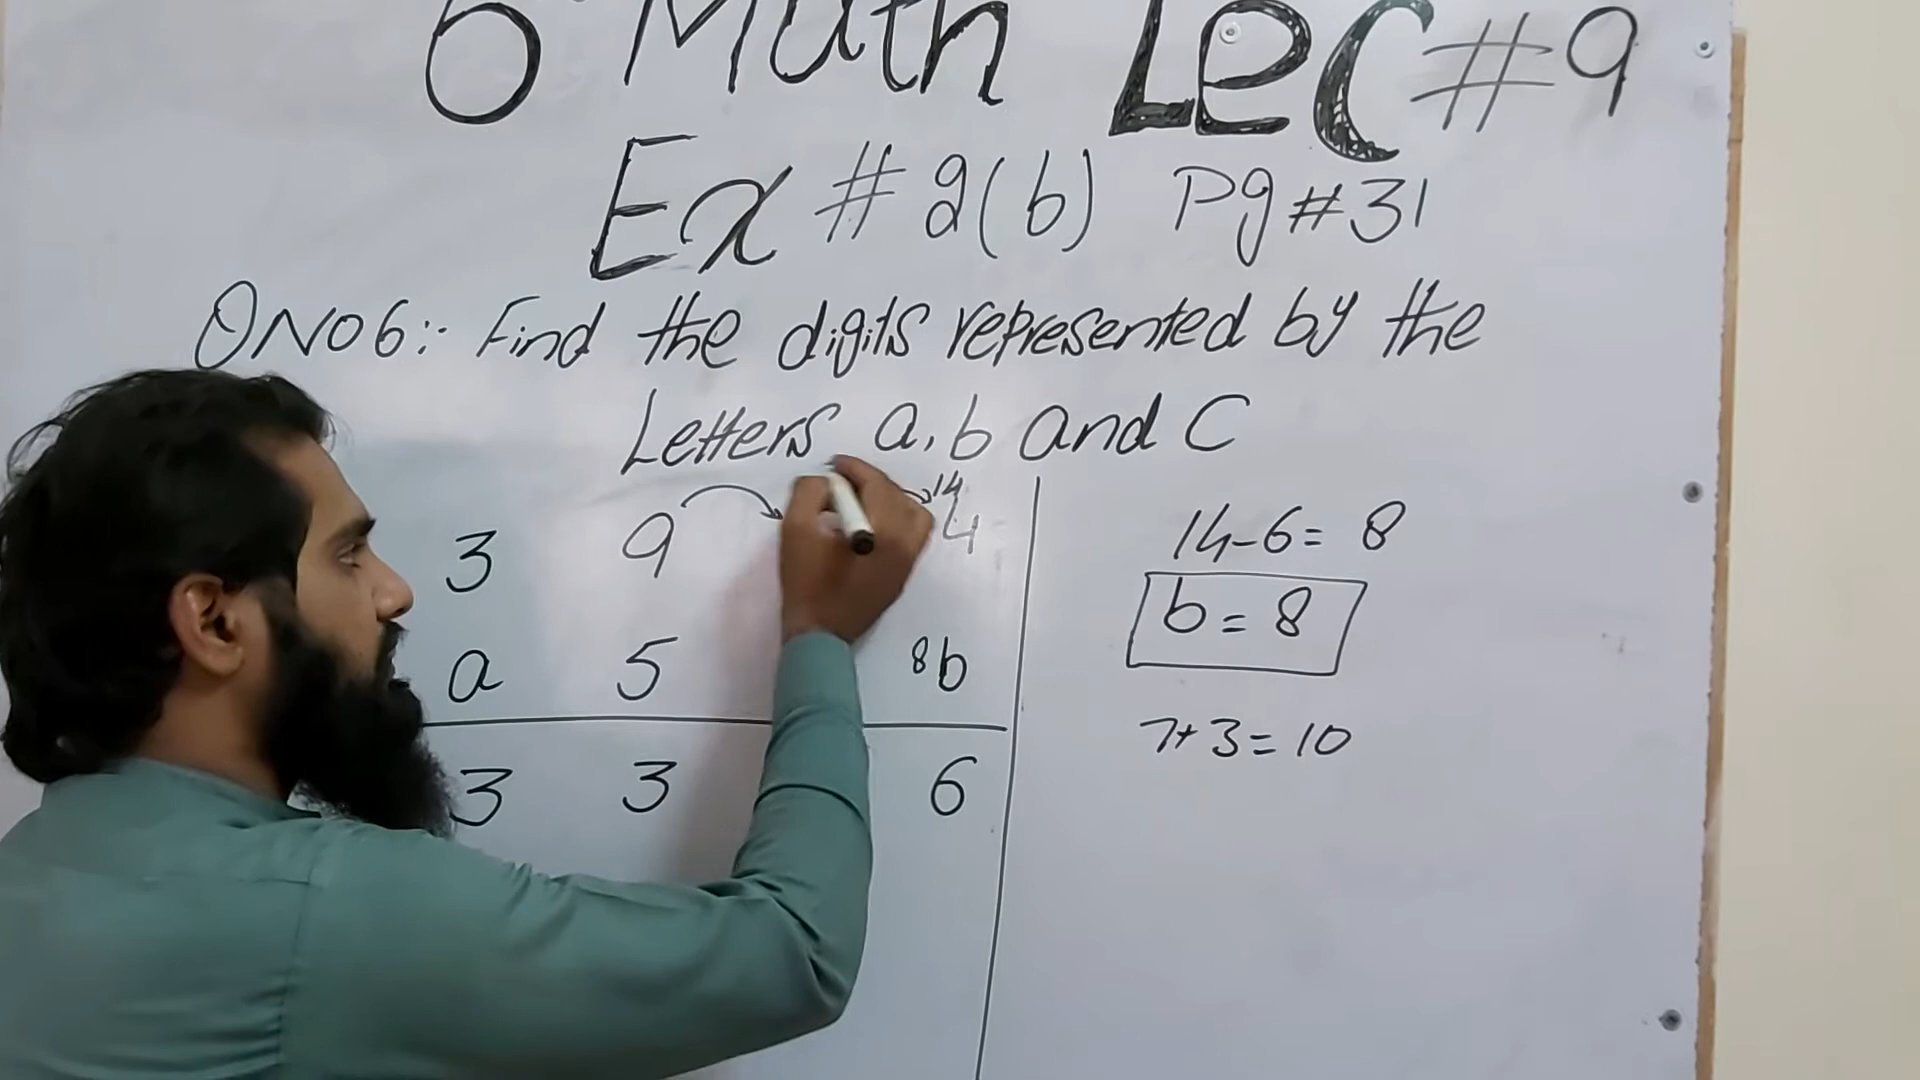 6 Math Lec #9
Ex # 2(b) Pg #31
QNO6:: Find the digits represented by the
Letters a, b and C
14
3 9 4
a 5 8b
3 3 6
14-6= 8
b = 8
7+3=10